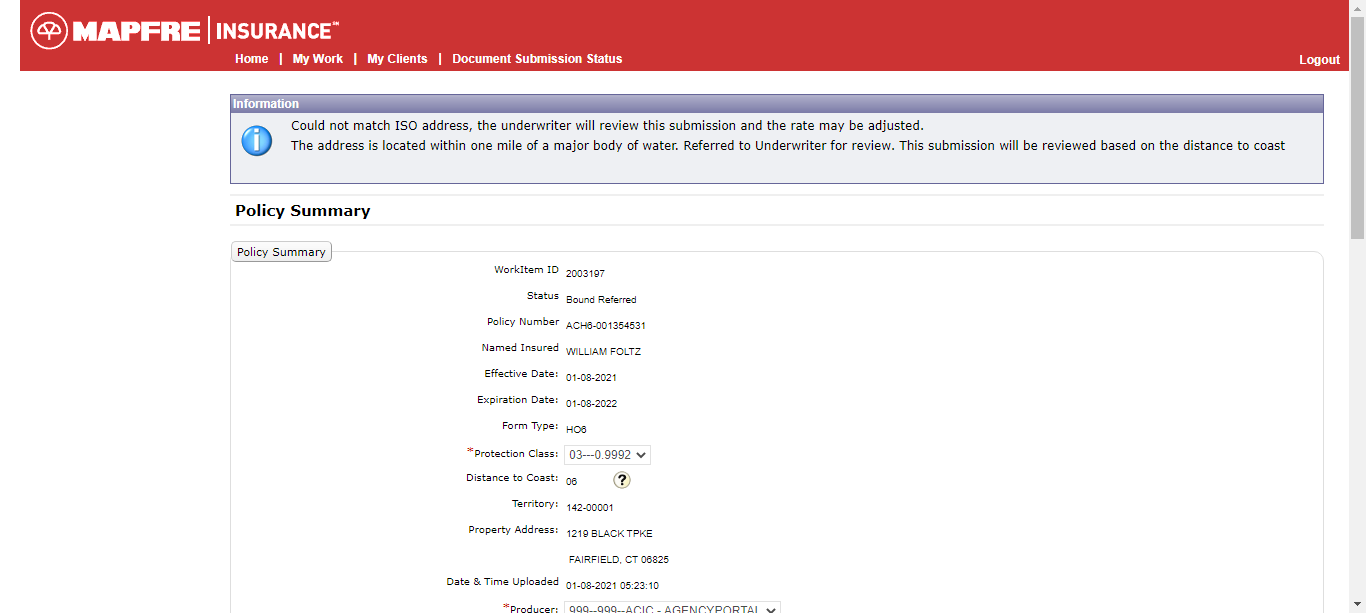 MAPFRE | INSURANCE℠
Home | My Work | My Clients | Document Submission Status
Logout
Information
Could not match ISO address, the underwriter will review this submission and the rate may be adjusted.
The address is located within one mile of a major body of water. Referred to Underwriter for review. This submission will be reviewed based on the distance to coast
Policy Summary
Policy Summary
WorkItem ID 2003197
Status Bound Referred
Policy Number ACH6-001354531
Named Insured WILLIAM FOLTZ
Effective Date: 01-08-2021
Expiration Date: 01-08-2022
Form Type: HO6
*Protection Class: 03---0.9992
Distance to Coast: 06 ?
Territory: 142-00001
Property Address: 1219 BLACK TPKE
FAIRFIELD, CT 06825
Date & Time Uploaded 01-08-2021 05:23:10
*Producer: 999--999--ACIC - AGENCYPORTAL